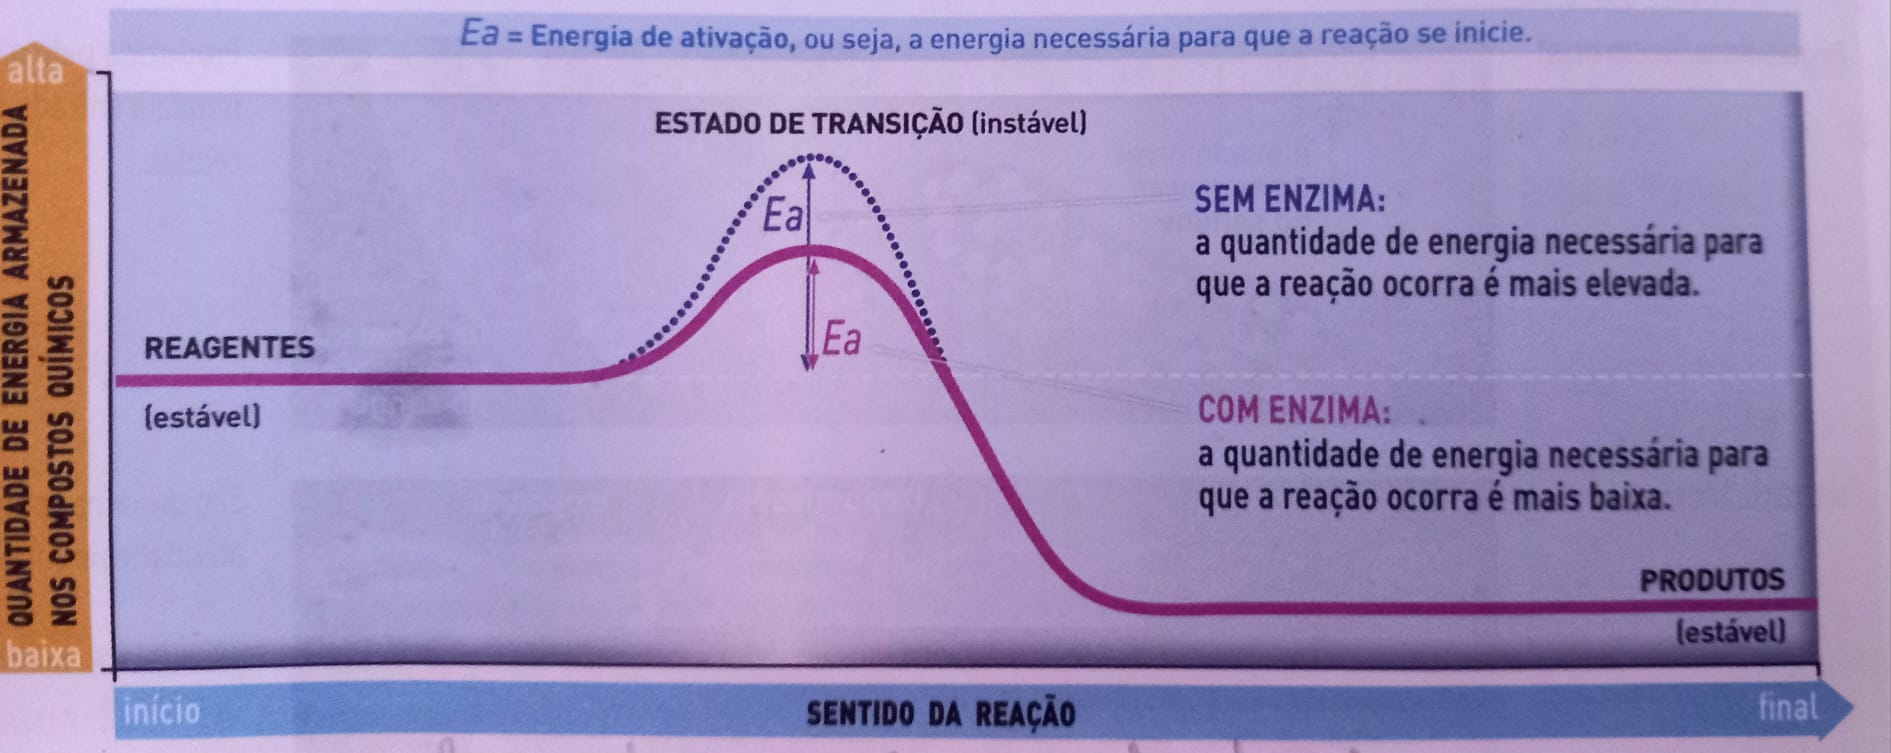 Ea = Energia de ativação, ou seja, a energia necessária para que a reação se inicie.
alta
QUANTIDADE DE ENERGIA ARMAZENADA
NOS COMPOSTOS QUÍMICOS
baixa
ESTADO DE TRANSIÇÃO (instável)
Ea
Ea
REAGENTES
(estável)
SEM ENZIMA:
a quantidade de energia necessária para
que a reação ocorra é mais elevada.
COM ENZIMA:
a quantidade de energia necessária para
que a reação ocorra é mais baixa.
PRODUTOS
(estável)
início
SENTIDO DA REAÇÃO
final